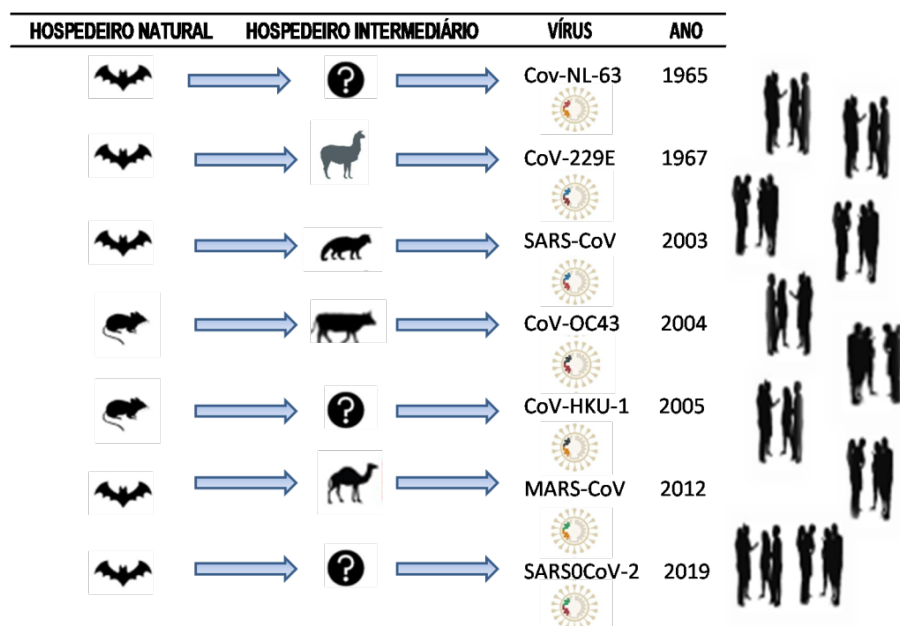 HOSPEDEIRO NATURAL HOSPEDEIRO INTERMEDIÁRIO VÍRUS ANO
? Cov-NL-63 1965
CoV-229E 1967
SARS-CoV 2003
CoV-OC43 2004
? CoV-HKU-1 2005
MARS-CoV 2012
? SARS0CoV-2 2019